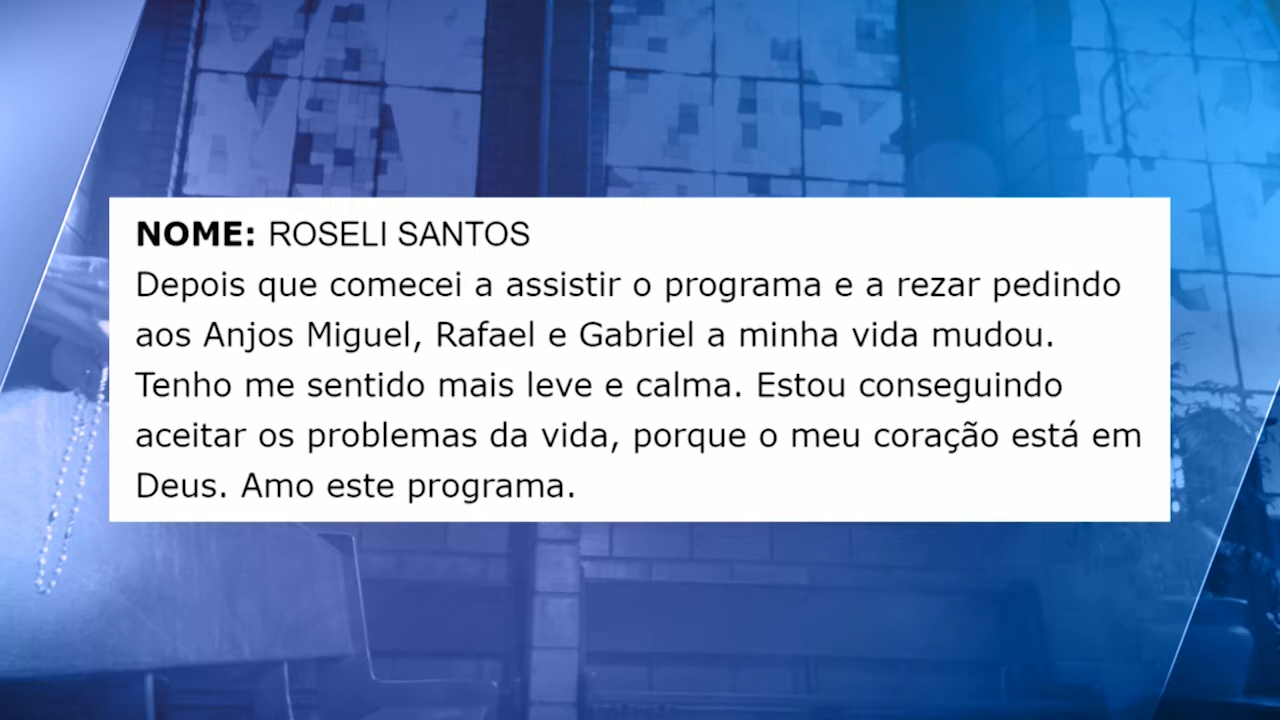 NOME: ROSELI SANTOS
Depois que comecei a assistir o programa e a rezar pedindo
aos Anjos Miguel, Rafael e Gabriel a minha vida mudou.
Tenho me sentido mais leve e calma. Estou conseguindo
aceitar os problemas da vida, porque o meu coração está em
Deus. Amo este programa.